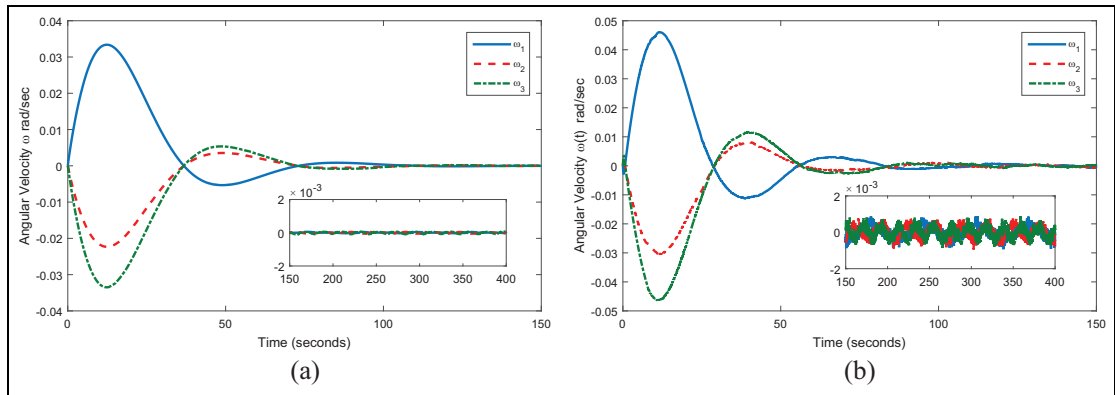 0.04
0.03
0.02
0.01
0
-0.01
-0.02
-0.03
-0.04
Angular Velocity ω rad/sec
ω1
ω2
ω3
× 10-3
2
0
-2
150 200 250 300 350 400
0 50 100 150
Time (seconds)
(a)
0.05
0.04
0.03
0.02
0.01
0
-0.01
-0.02
-0.03
-0.04
-0.05
Angular Velocity ω(t) rad/sec
ω1
ω2
ω3
× 10-3
2
0
-2
150 200 250 300 350 400
0 50 100 150
Time (seconds)
(b)